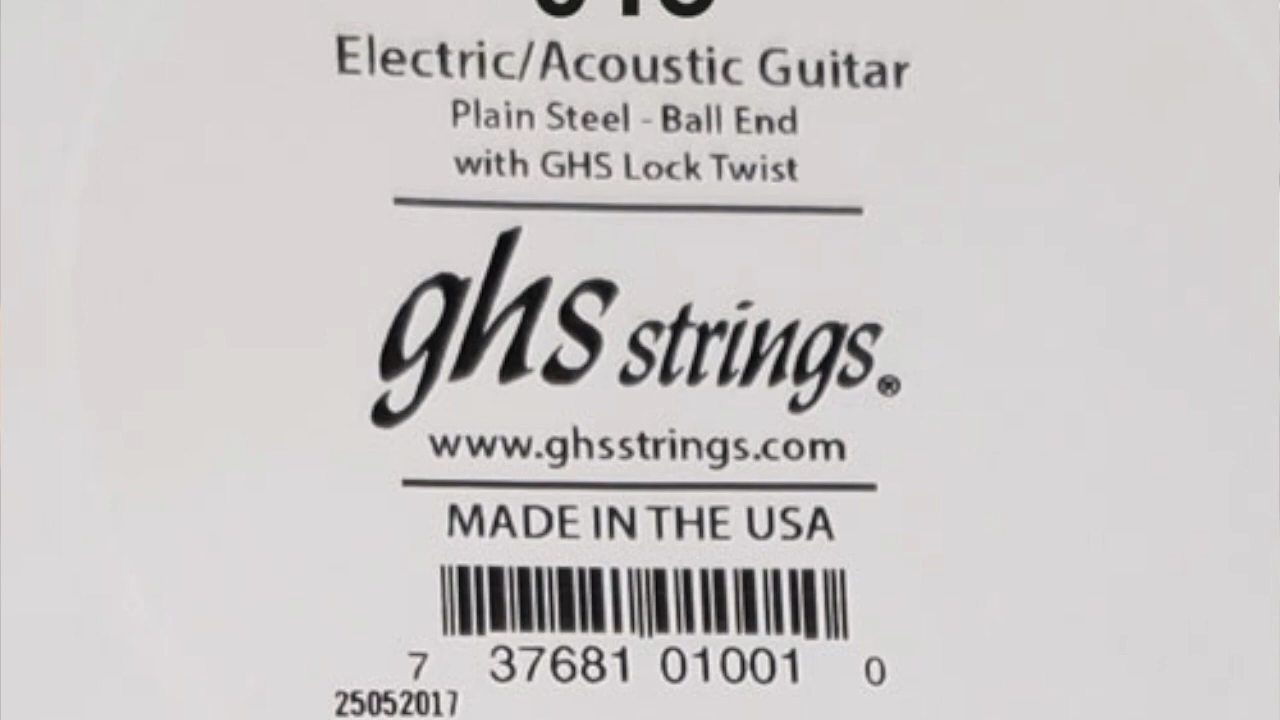 Electric/Acoustic Guitar
Plain Steel - Ball End
with GHS Lock Twist
ghs strings®
www.ghsstrings.com
MADE IN THE USA
7 37681 01001 0
25052017